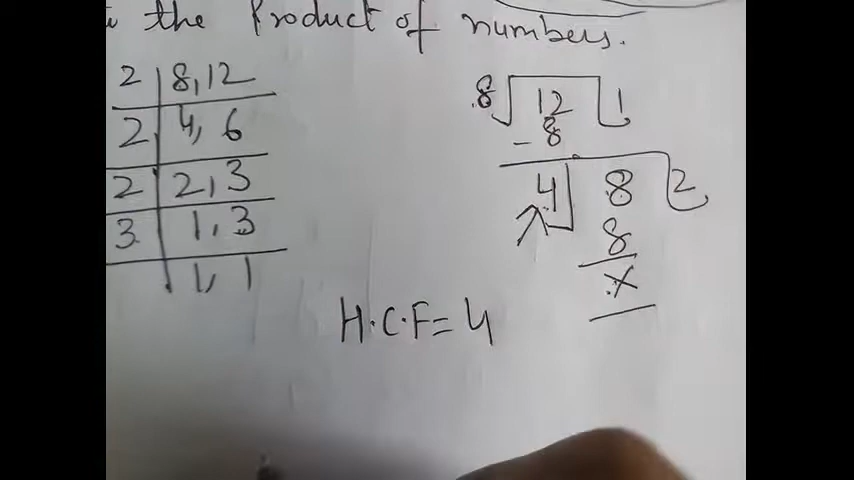 the Product of numbers.
2 | 8, 12
2 | 4, 6
2 | 2, 3
3 | 1, 3
1, 1
8 12 1
- 8
4 8 2
8
x
H.C.F = 4